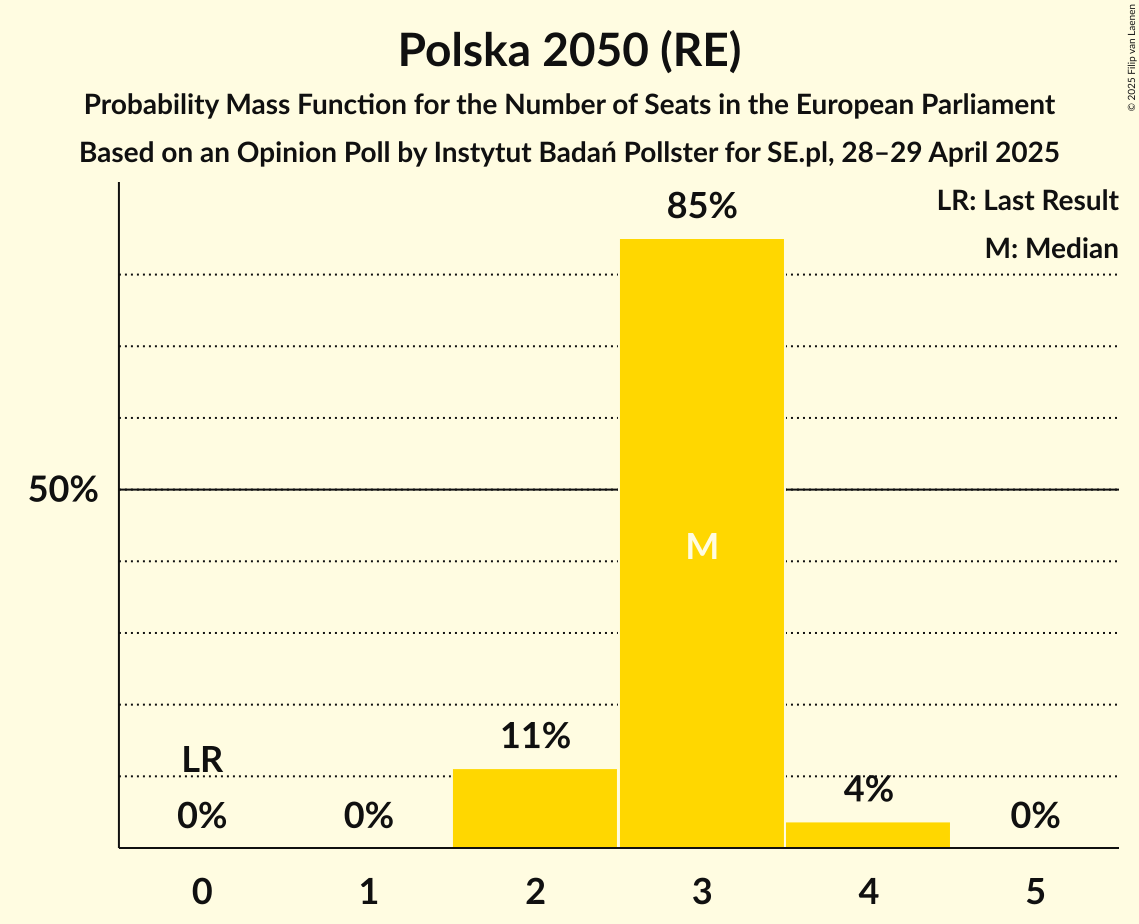 Polska 2050 (RE)
Probability Mass Function for the Number of Seats in the European Parliament
Based on an Opinion Poll by Instytut Badań Pollster for SE.pl, 28–29 April 2025
© 2025 Filip van Laenen
LR: Last Result
M: Median
85%
50%
M
11%
LR
4%
0%
0%
0%
0 1 2 3 4 5